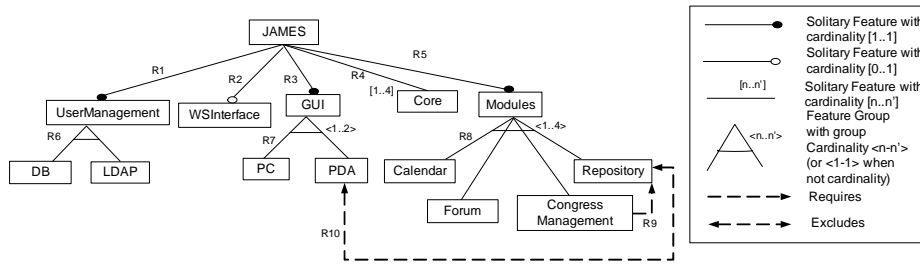 JAMES
R1
R2
R3
R4
R5
[1..4]
UserManagement
WSInterface
GUI
Core
Modules
R6
R7
<1..2>
R8
<1..4>
DB
LDAP
PC
PDA
Calendar
Repository
Forum
Congress
Management
R9
R10
Solitary Feature with
cardinality [1..1]
Solitary Feature with
cardinality [0..1]
[n..n']
Solitary Feature with
cardinality [n..n']
Feature Group
with group
Cardinality <n-n'>
(or <1-1> when
not cardinality)
<n..n'>
Requires
Excludes